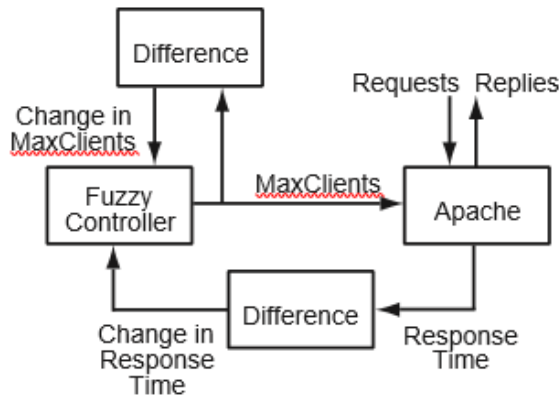 Difference
Requests Replies
Change in
MaxClients
Fuzzy
Controller
MaxClients
Apache
Difference
Change in
Response
Time
Response
Time